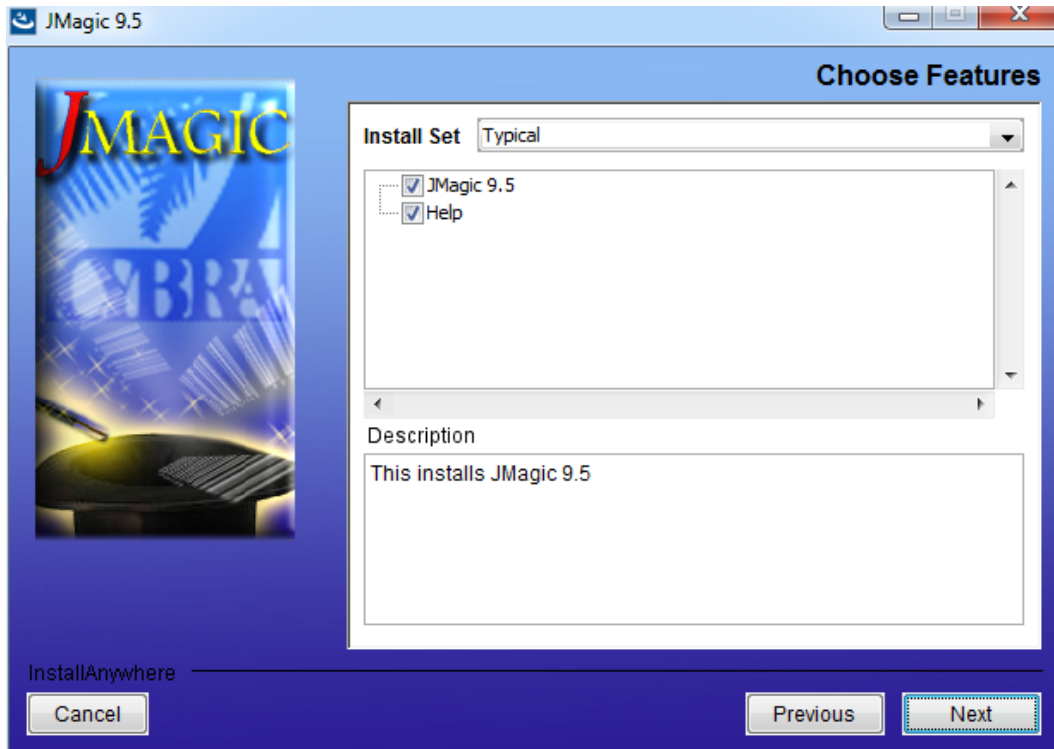 JMagic 9.5
Choose Features
JMAGIC
CYBRA
Install Set Typical
JMagic 9.5
Help
Description
This installs JMagic 9.5
InstallAnywhere
Cancel Previous Next